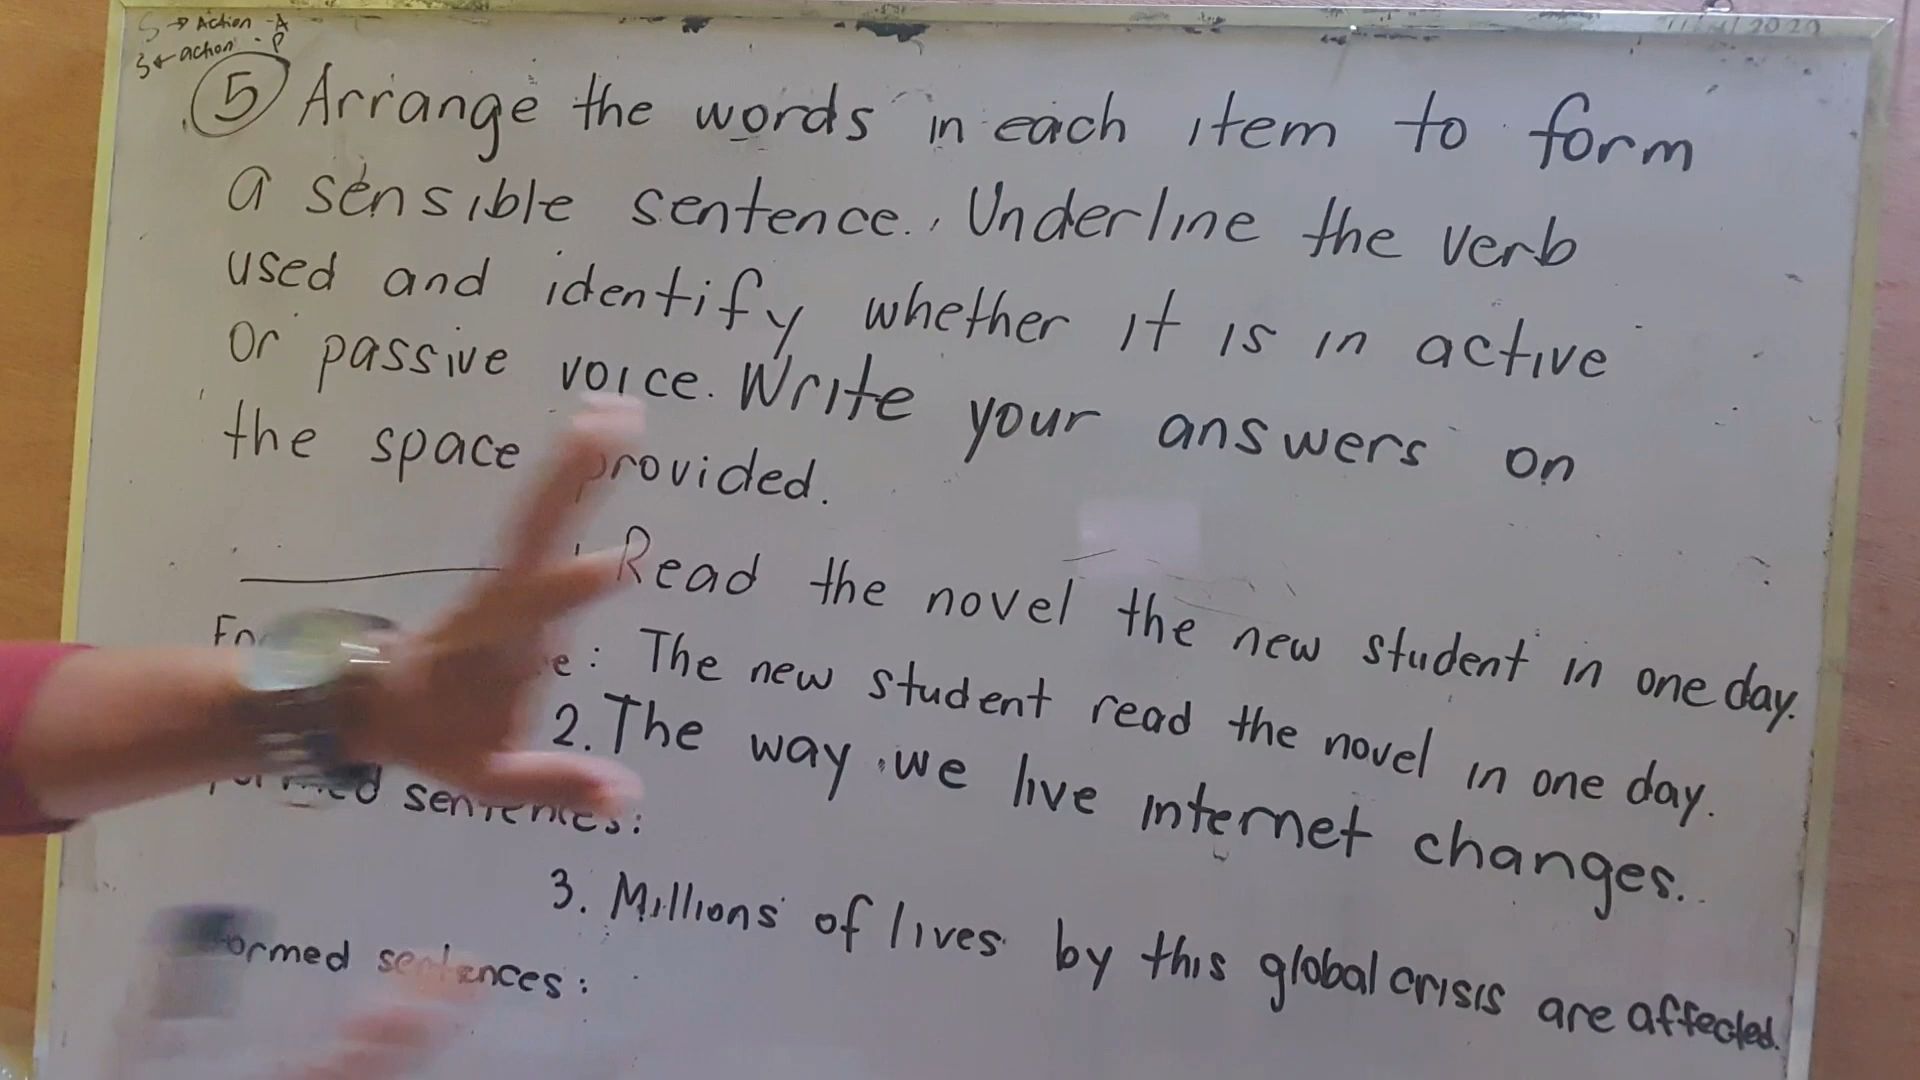 S → Action - A
S ← action - P
5 Arrange the words in each item to form
a sensible sentence. Underline the verb
used and identify whether it is in active
or passive voice. Write your answers on
the space provided.
Read the novel the new student in one day.
The new student read the novel in one day.
2. The way we live internet changes.
sentences:
3. Millions of lives by this global crisis are affected.
ormed sentences: